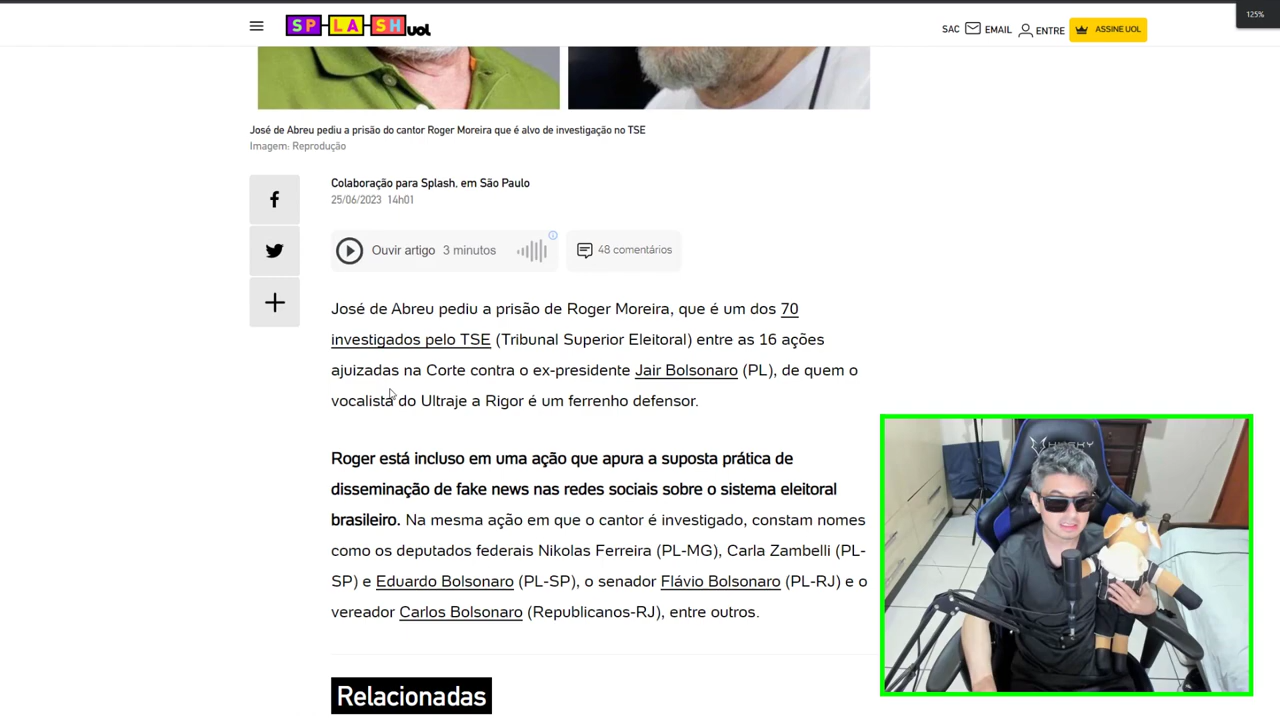 125%
SPLASH uol
SAC EMAIL ENTRE ASSINE UOL
José de Abreu pediu a prisão do cantor Roger Moreira que é alvo de investigação no TSE
Imagem: Reprodução
Colaboração para Splash, em São Paulo
25/06/2023 14h01
Ouvir artigo 3 minutos
48 comentários
José de Abreu pediu a prisão de Roger Moreira, que é um dos 70
investigados pelo TSE (Tribunal Superior Eleitoral) entre as 16 ações
ajuizadas na Corte contra o ex-presidente Jair Bolsonaro (PL), de quem o
vocalista do Ultraje a Rigor é um ferrenho defensor.
Roger está incluso em uma ação que apura a suposta prática de
disseminação de fake news nas redes sociais sobre o sistema eleitoral
brasileiro. Na mesma ação em que o cantor é investigado, constam nomes
como os deputados federais Nikolas Ferreira (PL-MG), Carla Zambelli (PL-
SP) e Eduardo Bolsonaro (PL-SP), o senador Flávio Bolsonaro (PL-RJ) e o
vereador Carlos Bolsonaro (Republicanos-RJ), entre outros.
Relacionadas
HUSKY